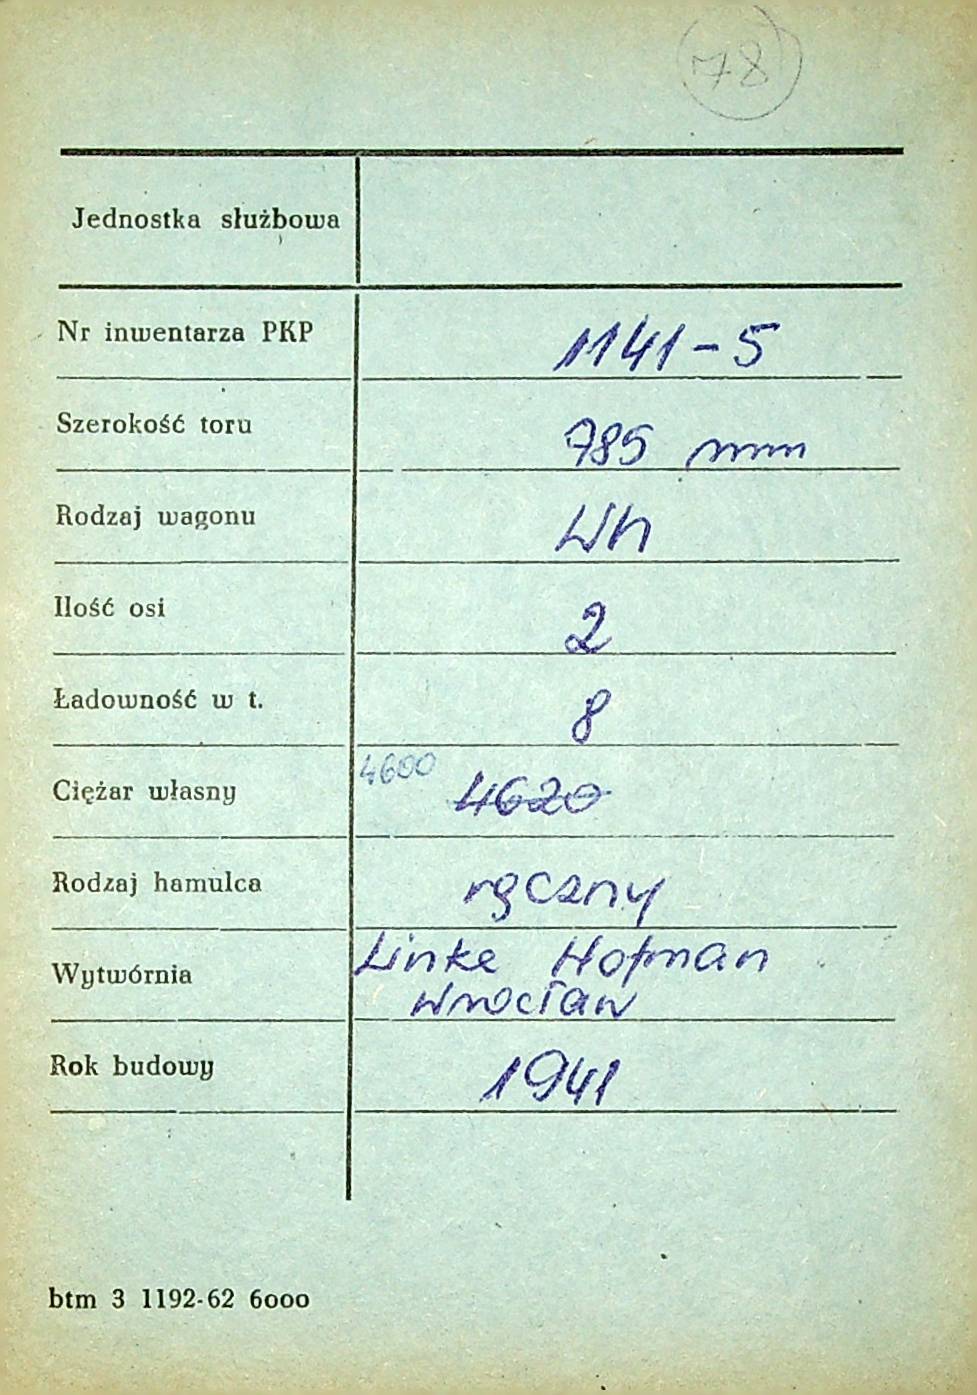 78
Jednostka służbowa
Nr inwentarza PKP 1141-5
Szerokość toru 785 mm
Rodzaj wagonu Wh
Ilość osi 2
Ładowność w t. 8
Ciężar własny 4600 4620
Rodzaj hamulca ręczny
Wytwórnia Linke Hofman
Wrocław
Rok budowy 1941
btm 3 1192-62 6000